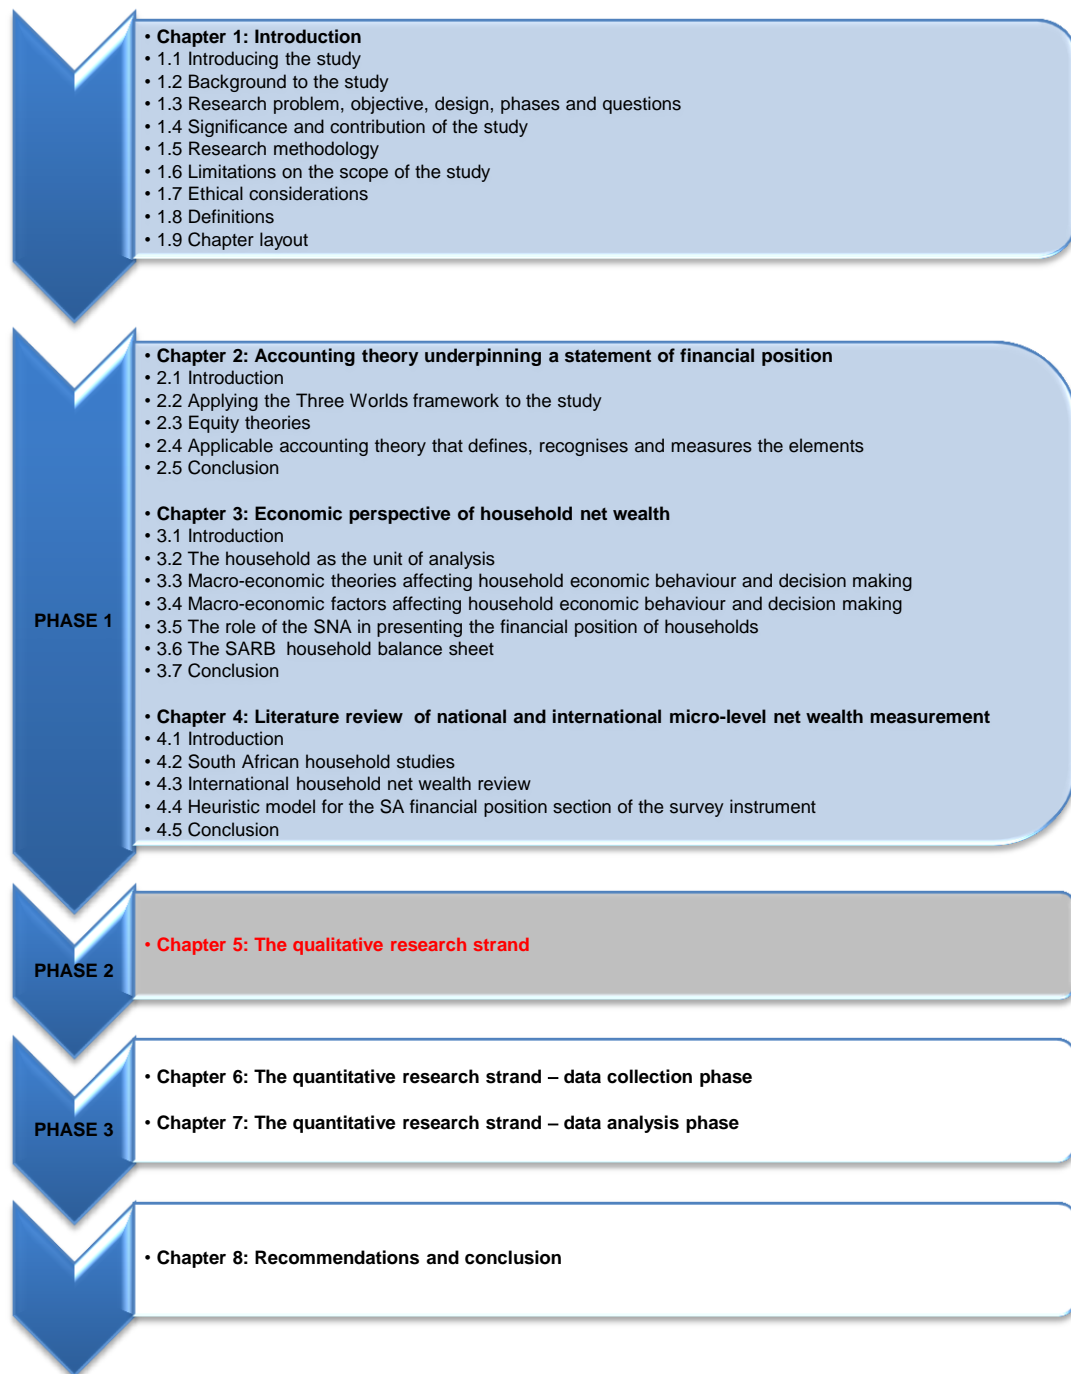 • Chapter 1: Introduction
• 1.1 Introducing the study
• 1.2 Background to the study
• 1.3 Research problem, objective, design, phases and questions
• 1.4 Significance and contribution of the study
• 1.5 Research methodology
• 1.6 Limitations on the scope of the study
• 1.7 Ethical considerations
• 1.8 Definitions
• 1.9 Chapter layout
PHASE 1
• Chapter 2: Accounting theory underpinning a statement of financial position
• 2.1 Introduction
• 2.2 Applying the Three Worlds framework to the study
• 2.3 Equity theories
• 2.4 Applicable accounting theory that defines, recognises and measures the elements
• 2.5 Conclusion
• Chapter 3: Economic perspective of household net wealth
• 3.1 Introduction
• 3.2 The household as the unit of analysis
• 3.3 Macro-economic theories affecting household economic behaviour and decision making
• 3.4 Macro-economic factors affecting household economic behaviour and decision making
• 3.5 The role of the SNA in presenting the financial position of households
• 3.6 The SARB household balance sheet
• 3.7 Conclusion
• Chapter 4: Literature review of national and international micro-level net wealth measurement
• 4.1 Introduction
• 4.2 South African household studies
• 4.3 International household net wealth review
• 4.4 Heuristic model for the SA financial position section of the survey instrument
• 4.5 Conclusion
PHASE 2
• Chapter 5: The qualitative research strand
PHASE 3
• Chapter 6: The quantitative research strand – data collection phase
• Chapter 7: The quantitative research strand – data analysis phase
• Chapter 8: Recommendations and conclusion